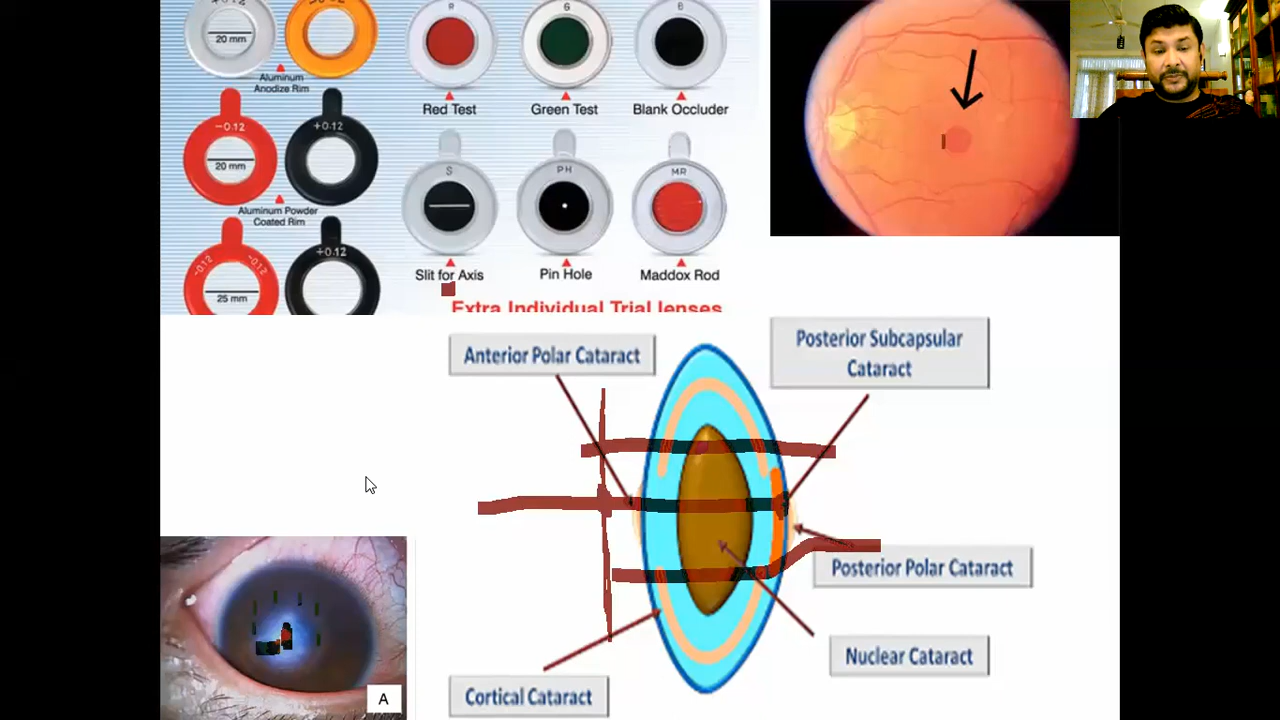 +0.12
20 mm
R
G
B
Aluminum
Anodize Rim
Red Test
Green Test
Blank Occluder
-0.12
+0.12
20 mm
S
PH
MR
Aluminum Powder
Coated Rim
-0.12
-0.12
+0.12
25 mm
Slit for Axis
Pin Hole
Maddox Rod
Extra Individual Trial lenses
Anterior Polar Cataract
Posterior Subcapsular
Cataract
Posterior Polar Cataract
Nuclear Cataract
Cortical Cataract
A